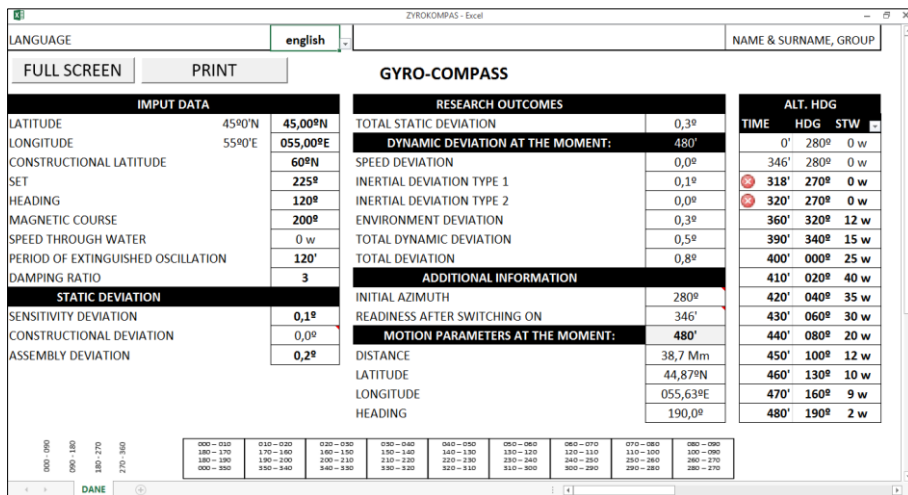 ZYROKOMPAS - Excel
LANGUAGE english NAME & SURNAME, GROUP
FULL SCREEN PRINT GYRO-COMPASS
IMPUT DATA
LATITUDE 45º0'N 45,00ºN
LONGITUDE 55º0'E 055,00ºE
CONSTRUCTIONAL LATITUDE 60ºN
SET 225º
HEADING 120º
MAGNETIC COURSE 200º
SPEED THROUGH WATER 0 w
PERIOD OF EXTINGUISHED OSCILLATION 120'
DAMPING RATIO 3
STATIC DEVIATION
SENSITIVITY DEVIATION 0,1º
CONSTRUCTIONAL DEVIATION 0,0º
ASSEMBLY DEVIATION 0,2º
RESEARCH OUTCOMES
TOTAL STATIC DEVIATION 0,3º
DYNAMIC DEVIATION AT THE MOMENT: 480'
SPEED DEVIATION 0,0º
INERTIAL DEVIATION TYPE 1 0,1º
INERTIAL DEVIATION TYPE 2 0,0º
ENVIRONMENT DEVIATION 0,3º
TOTAL DYNAMIC DEVIATION 0,5º
TOTAL DEVIATION 0,8º
ADDITIONAL INFORMATION
INITIAL AZIMUTH 280º
READINESS AFTER SWITCHING ON 346'
MOTION PARAMETERS AT THE MOMENT: 480'
DISTANCE 38,7 Mm
LATITUDE 44,87ºN
LONGITUDE 055,63ºE
HEADING 190,0º
ALT. HDG
TIME HDG STW
0' 280º 0 w
346' 280º 0 w
318' 270º 0 w
320' 270º 0 w
360' 320º 12 w
390' 340º 15 w
400' 000º 25 w
410' 020º 40 w
420' 040º 35 w
430' 060º 30 w
440' 080º 20 w
450' 100º 12 w
460' 130º 10 w
470' 160º 9 w
480' 190º 2 w
000 - 090
090 - 180
180 - 270
270 - 360
000 – 010 010 – 020 020 – 030 030 – 040 040 – 050 050 – 060 060 – 070 070 – 080 080 – 090
180 – 170 170 – 160 160 – 150 150 – 140 140 – 130 130 – 120 120 – 110 110 – 100 100 – 090
180 – 190 190 – 200 200 – 210 210 – 220 220 – 230 230 – 240 240 – 250 250 – 260 260 – 270
000 – 350 350 – 340 340 – 330 330 – 320 320 – 310 310 – 300 300 – 290 290 – 280 280 – 270
DANE